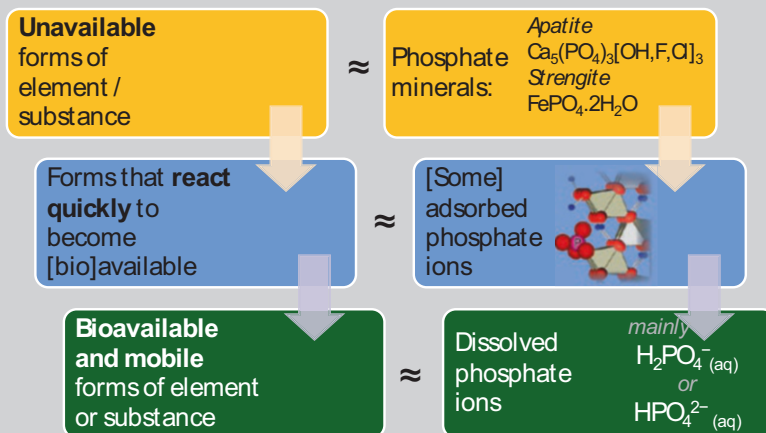 Unavailable
forms of
element /
substance
≈
Phosphate
minerals:
Apatite
Ca₅(PO₄)₃[OH,F,Cl]₃
Strengite
FePO₄.2H₂O
Forms that react
quickly to
become
[bio]available
≈
[Some]
adsorbed
phosphate
ions
Bioavailable
and mobile
forms of element
or substance
≈
Dissolved
phosphate
ions
mainly
H₂PO₄⁻ (aq)
or
HPO₄²⁻ (aq)